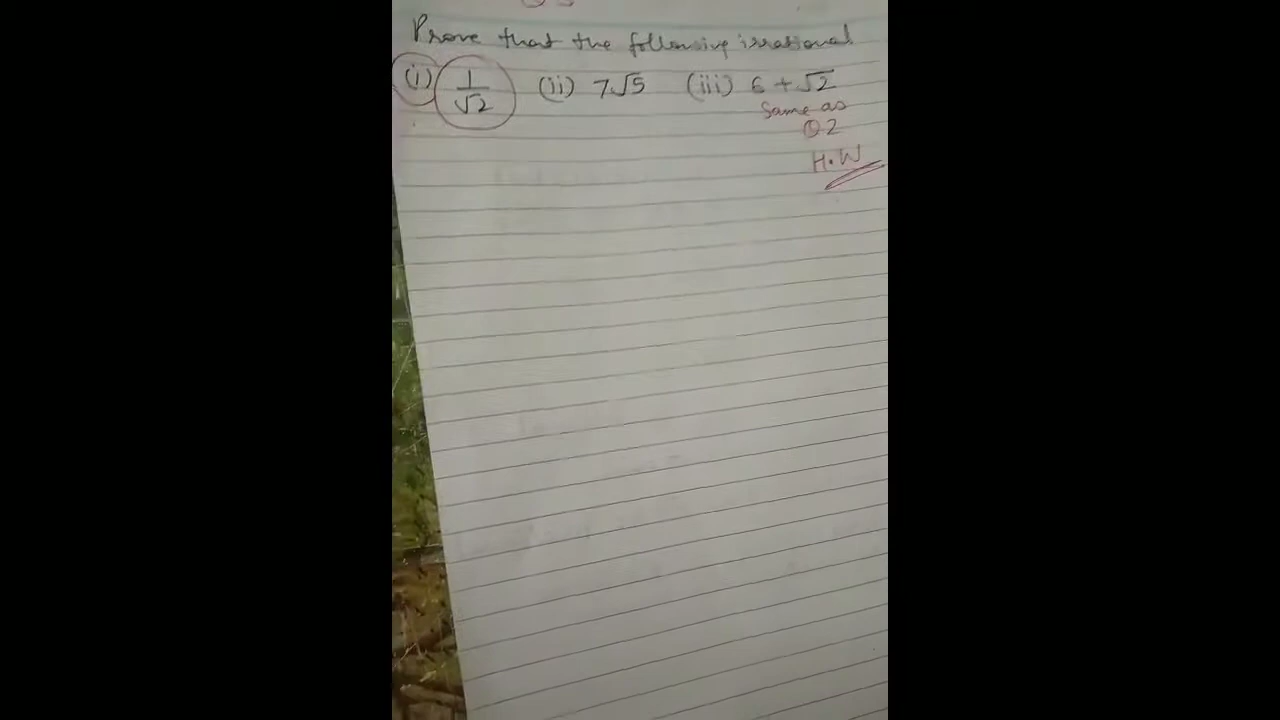 Prove that the following irrational
(i) 1/√2 (ii) 7√5 (iii) 6 + √2
Same as
Q2
H.W